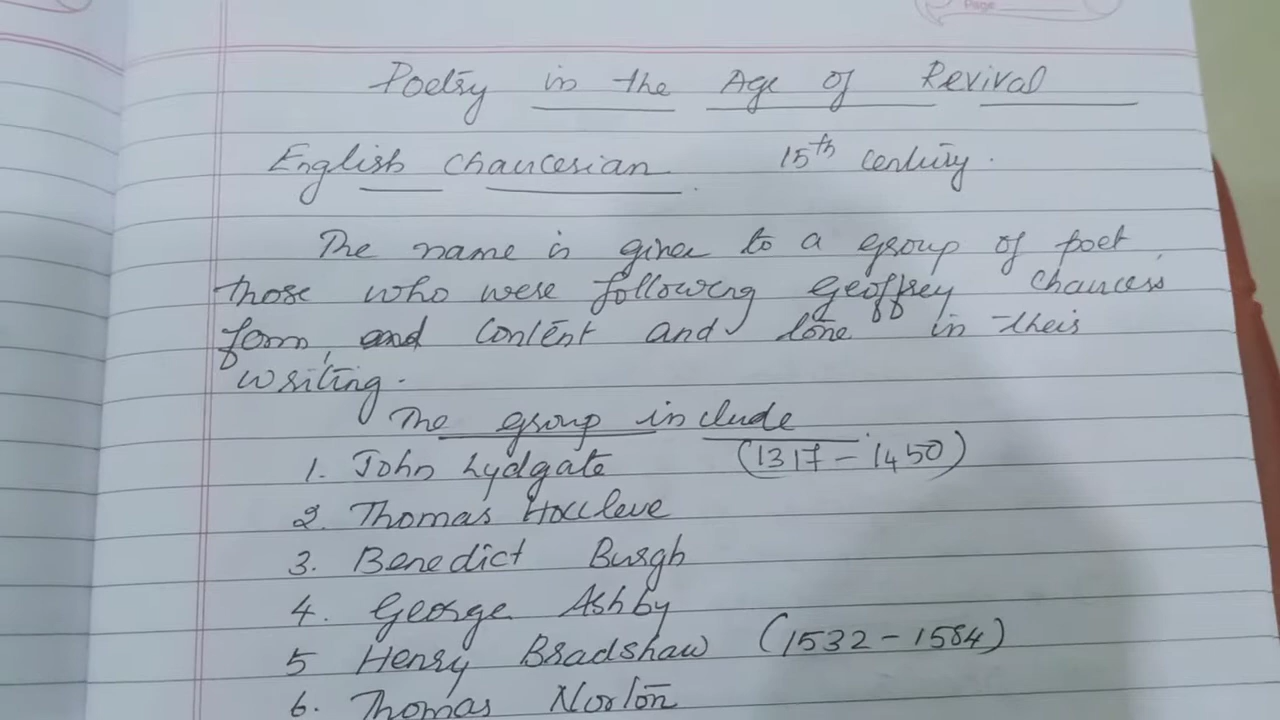 Page
Poetry in the Age of Revival
English Chaucerian 15th century.
The name is given to a group of poet
those who were following Geoffrey Chaucer's
form, and content and tone in their
writing.
The group include
1. John Lydgate (1317-1450)
2. Thomas Hoccleve
3. Benedict Burgh
4. George Ashby
5 Henry Bradshaw (1532-1584)
6. Thomas Norton